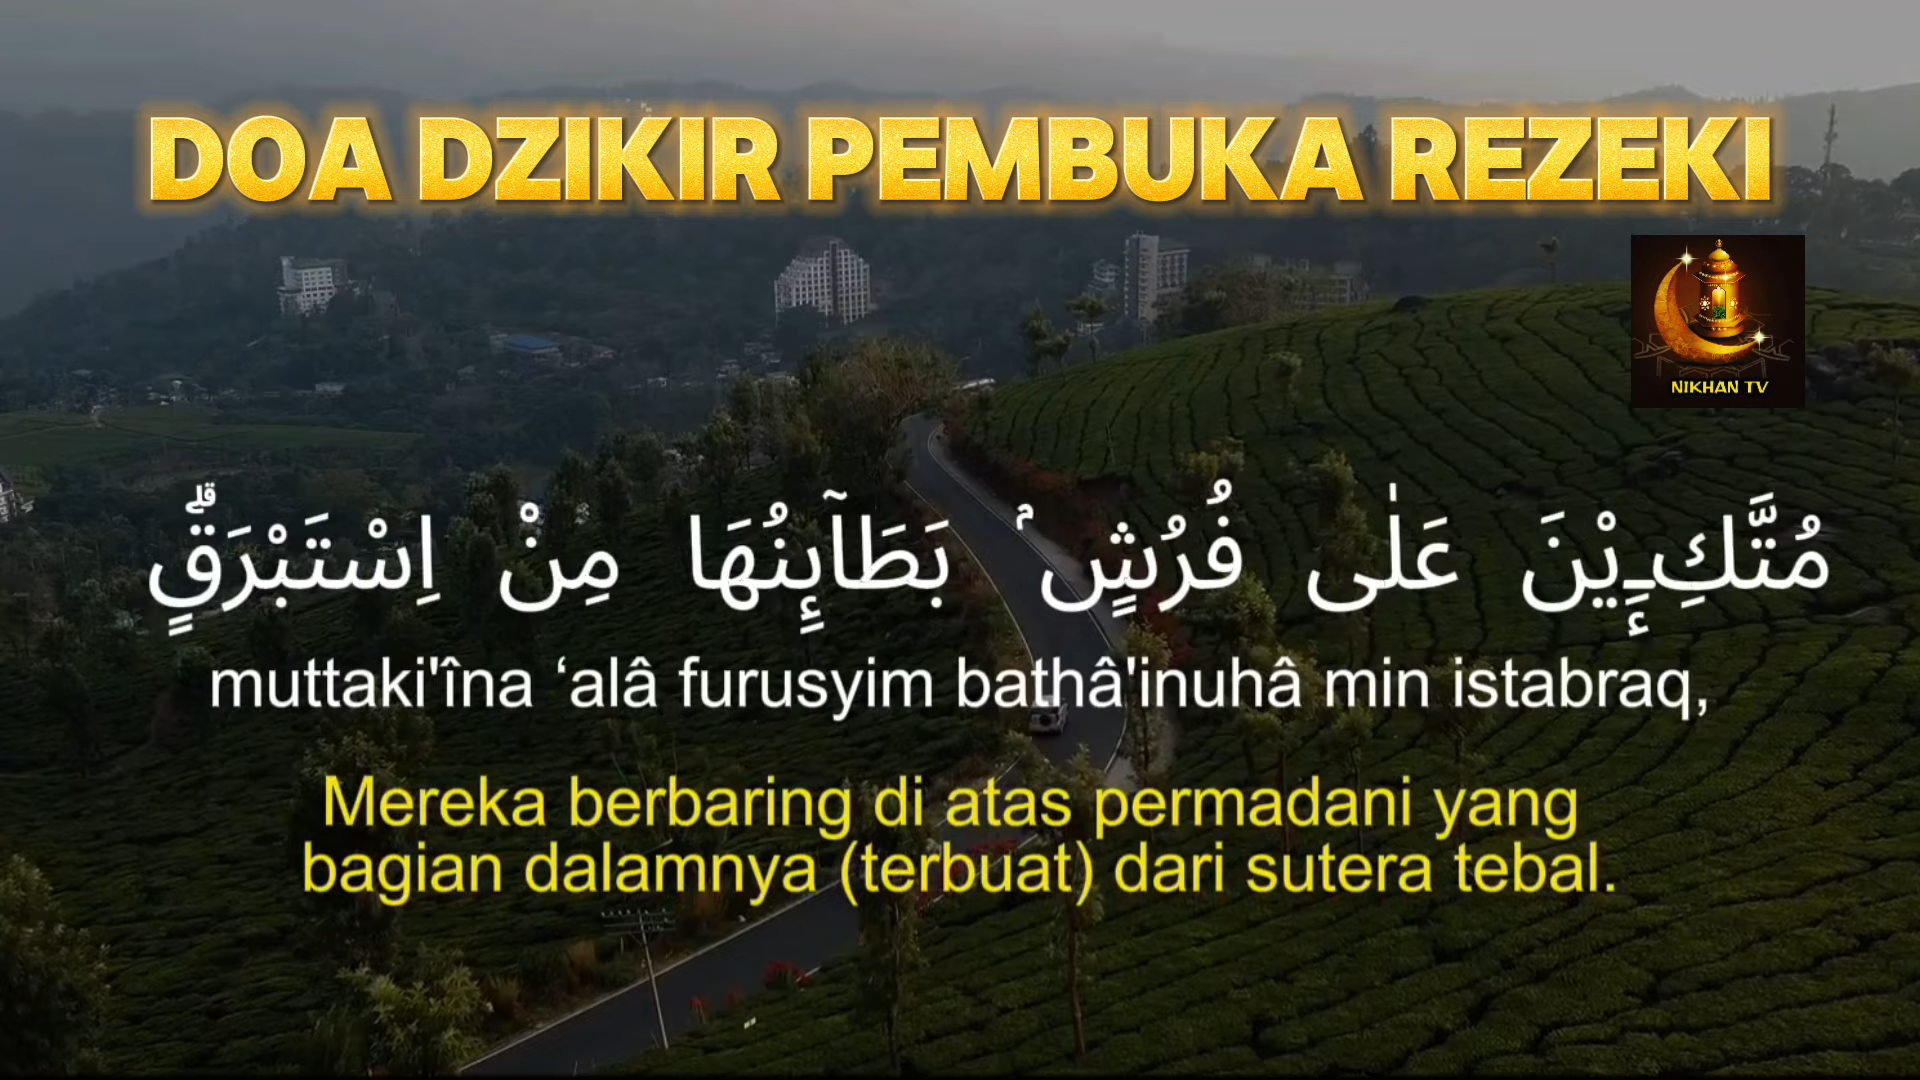 DOA DZIKIR PEMBUKA REZEKI
NIKHAN TV
مُتَّكِـِٕيْنَ عَلٰى فُرُشٍۢ بَطَاۤىِٕنُهَا مِنْ اِسْتَبْرَقٍۗ
muttaki'îna ‘alâ furusyim bathâ'inuhâ min istabraq,
Mereka berbaring di atas permadani yang
bagian dalamnya (terbuat) dari sutera tebal.